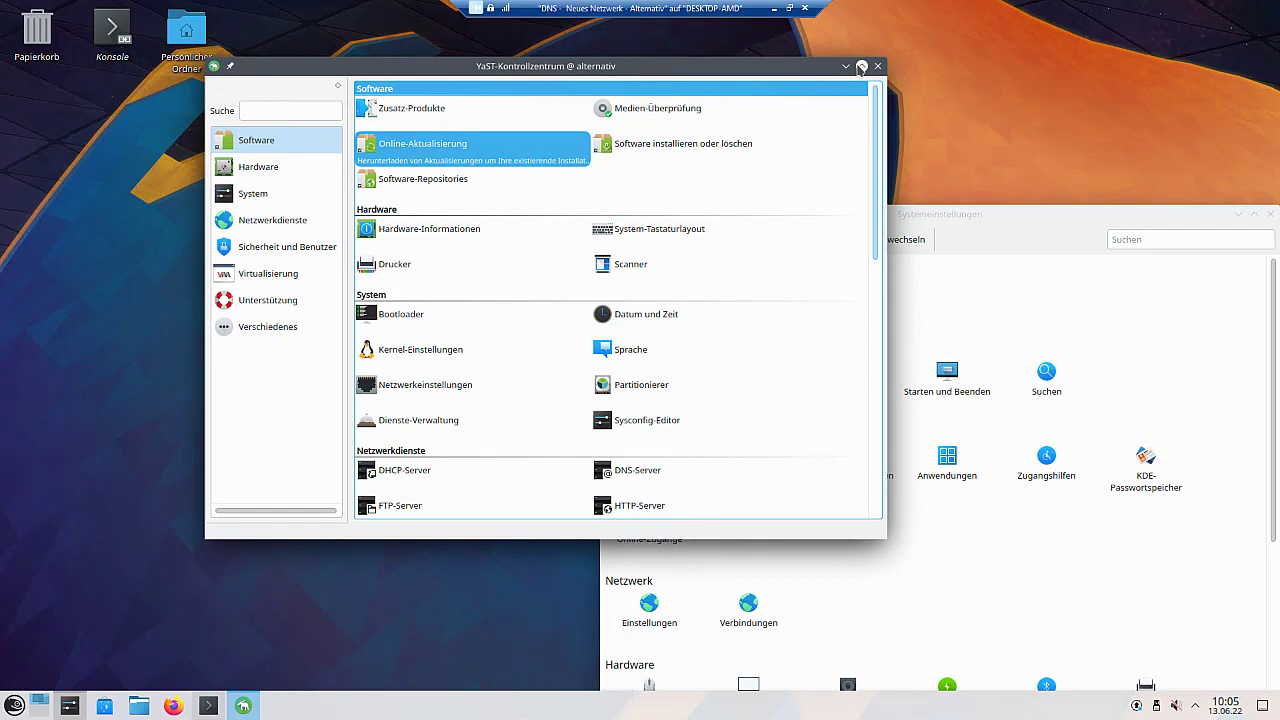 "DNS - Neues Netzwerk - Alternativ" auf "DESKTOP-AMD"
Papierkorb
Konsole
Persönlicher
Ordner
YaST-Kontrollzentrum @ alternativ
Suche
Software
Hardware
System
Netzwerkdienste
Sicherheit und Benutzer
Virtualisierung
Unterstützung
Verschiedenes
Software
Zusatz-Produkte
Medien-Überprüfung
Online-Aktualisierung
Herunterladen von Aktualisierungen um Ihre existierende Installat.
Software installieren oder löschen
Software-Repositories
Hardware
Hardware-Informationen
System-Tastaturlayout
Drucker
Scanner
System
Bootloader
Datum und Zeit
Kernel-Einstellungen
Sprache
Netzwerkeinstellungen
Partitionierer
Dienste-Verwaltung
Sysconfig-Editor
Netzwerkdienste
DHCP-Server
DNS-Server
FTP-Server
HTTP-Server
Systemeinstellungen
wechseln
Suchen
Starten und Beenden
Suchen
en
Anwendungen
Zugangshilfen
KDE-
Passwortspeicher
Online-Zugänge
Netzwerk
Einstellungen
Verbindungen
Hardware
10:05
13.06.22